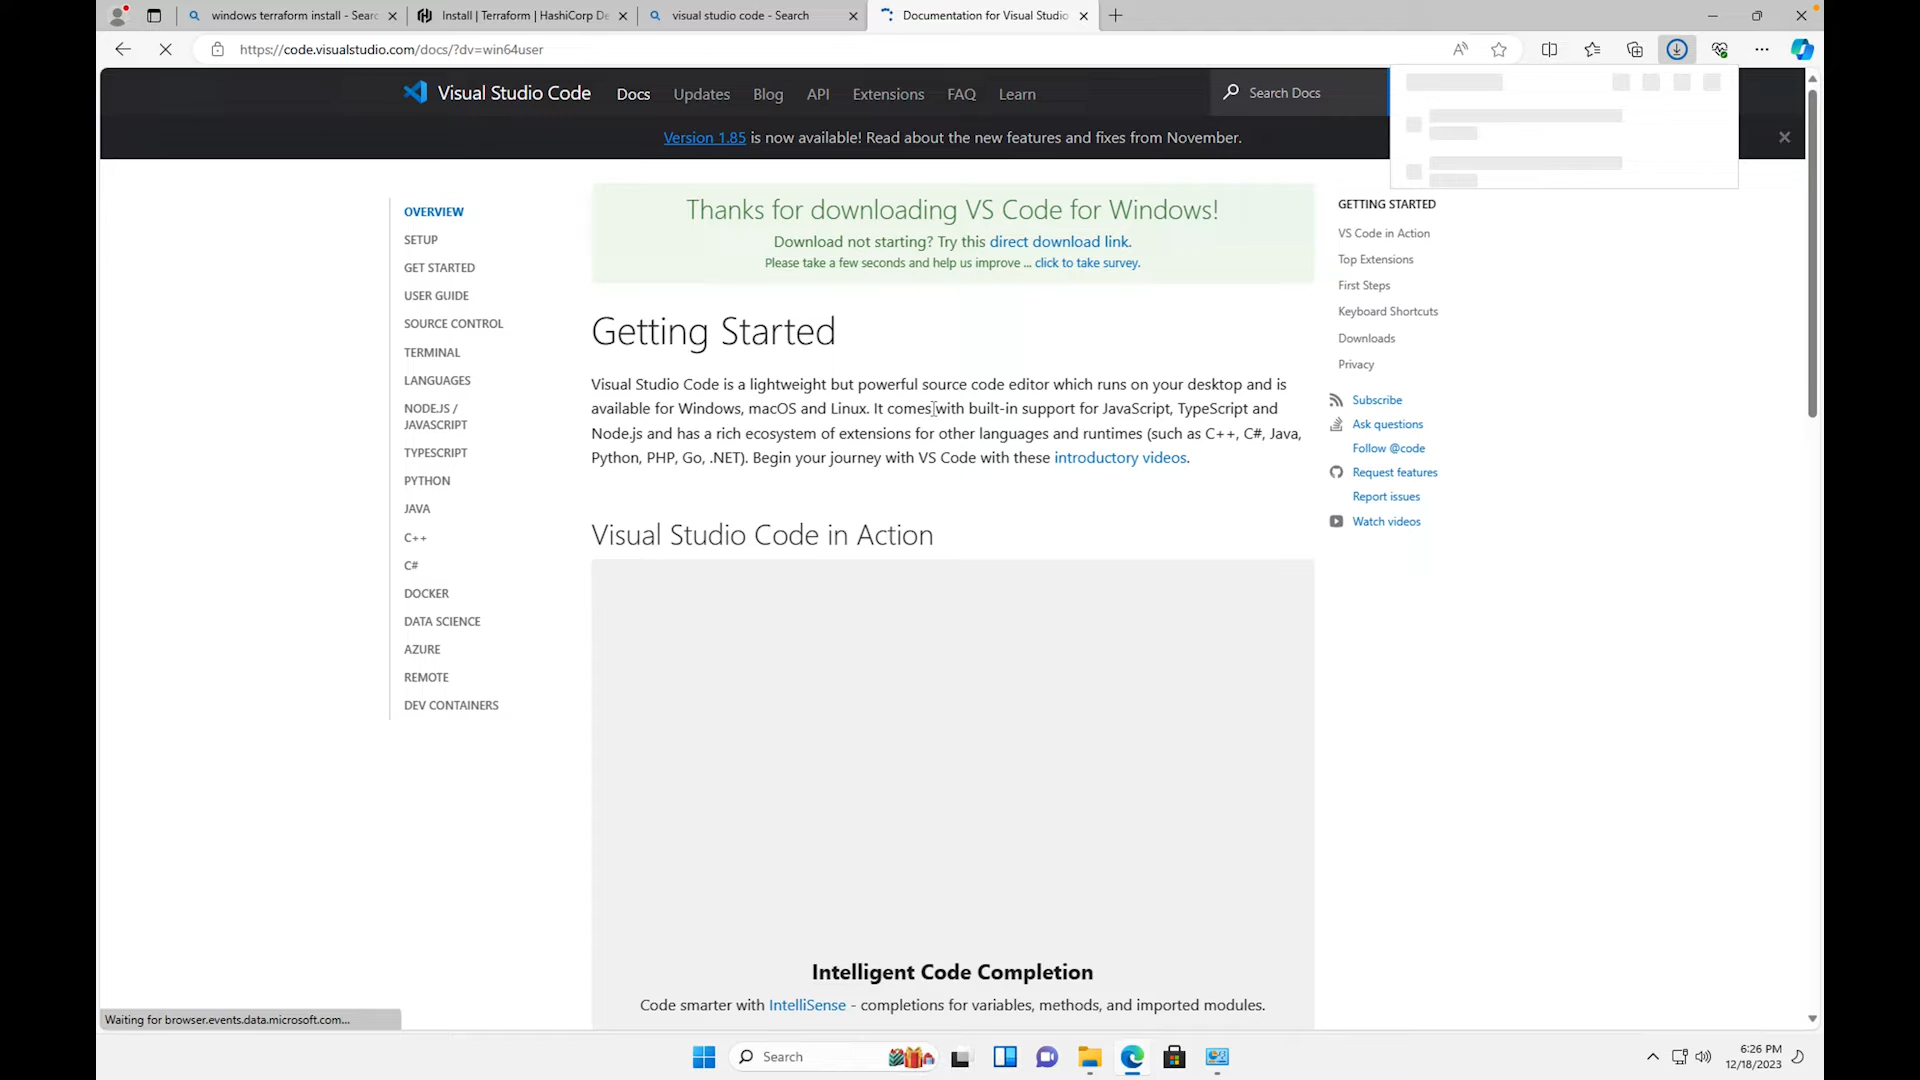 windows terraform install - Searc
Install | Terraform | HashiCorp De
visual studio code - Search
Documentation for Visual Studio
https://code.visualstudio.com/docs/?dv=win64user
Visual Studio Code
Docs
Updates
Blog
API
Extensions
FAQ
Learn
Search Docs
Version 1.85 is now available! Read about the new features and fixes from November.
OVERVIEW
SETUP
GET STARTED
USER GUIDE
SOURCE CONTROL
TERMINAL
LANGUAGES
NODE.JS /
JAVASCRIPT
TYPESCRIPT
PYTHON
JAVA
C++
C#
DOCKER
DATA SCIENCE
AZURE
REMOTE
DEV CONTAINERS
Thanks for downloading VS Code for Windows!
Download not starting? Try this direct download link.
Please take a few seconds and help us improve ... click to take survey.
Getting Started
Visual Studio Code is a lightweight but powerful source code editor which runs on your desktop and is
available for Windows, macOS and Linux. It comes with built-in support for JavaScript, TypeScript and
Node.js and has a rich ecosystem of extensions for other languages and runtimes (such as C++, C#, Java,
Python, PHP, Go, .NET). Begin your journey with VS Code with these introductory videos.
Visual Studio Code in Action
Intelligent Code Completion
Code smarter with IntelliSense - completions for variables, methods, and imported modules.
GETTING STARTED
VS Code in Action
Top Extensions
First Steps
Keyboard Shortcuts
Downloads
Privacy
Subscribe
Ask questions
Follow @code
Request features
Report issues
Watch videos
Waiting for browser.events.data.microsoft.com...
Search
6:26 PM
12/18/2023